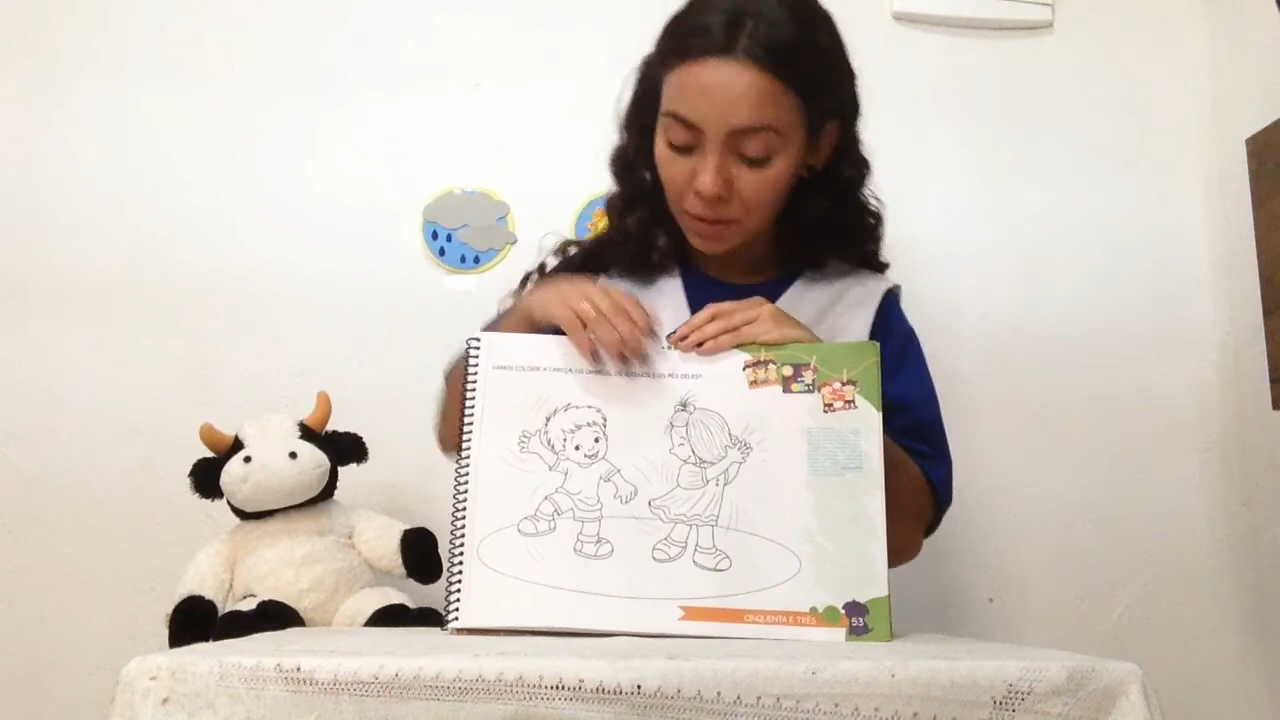 VAMOS COLORIR A CABEÇA, OS OMBROS, OS JOELHOS E OS PÉS DELES?
CINQUENTA E TRÊS
53